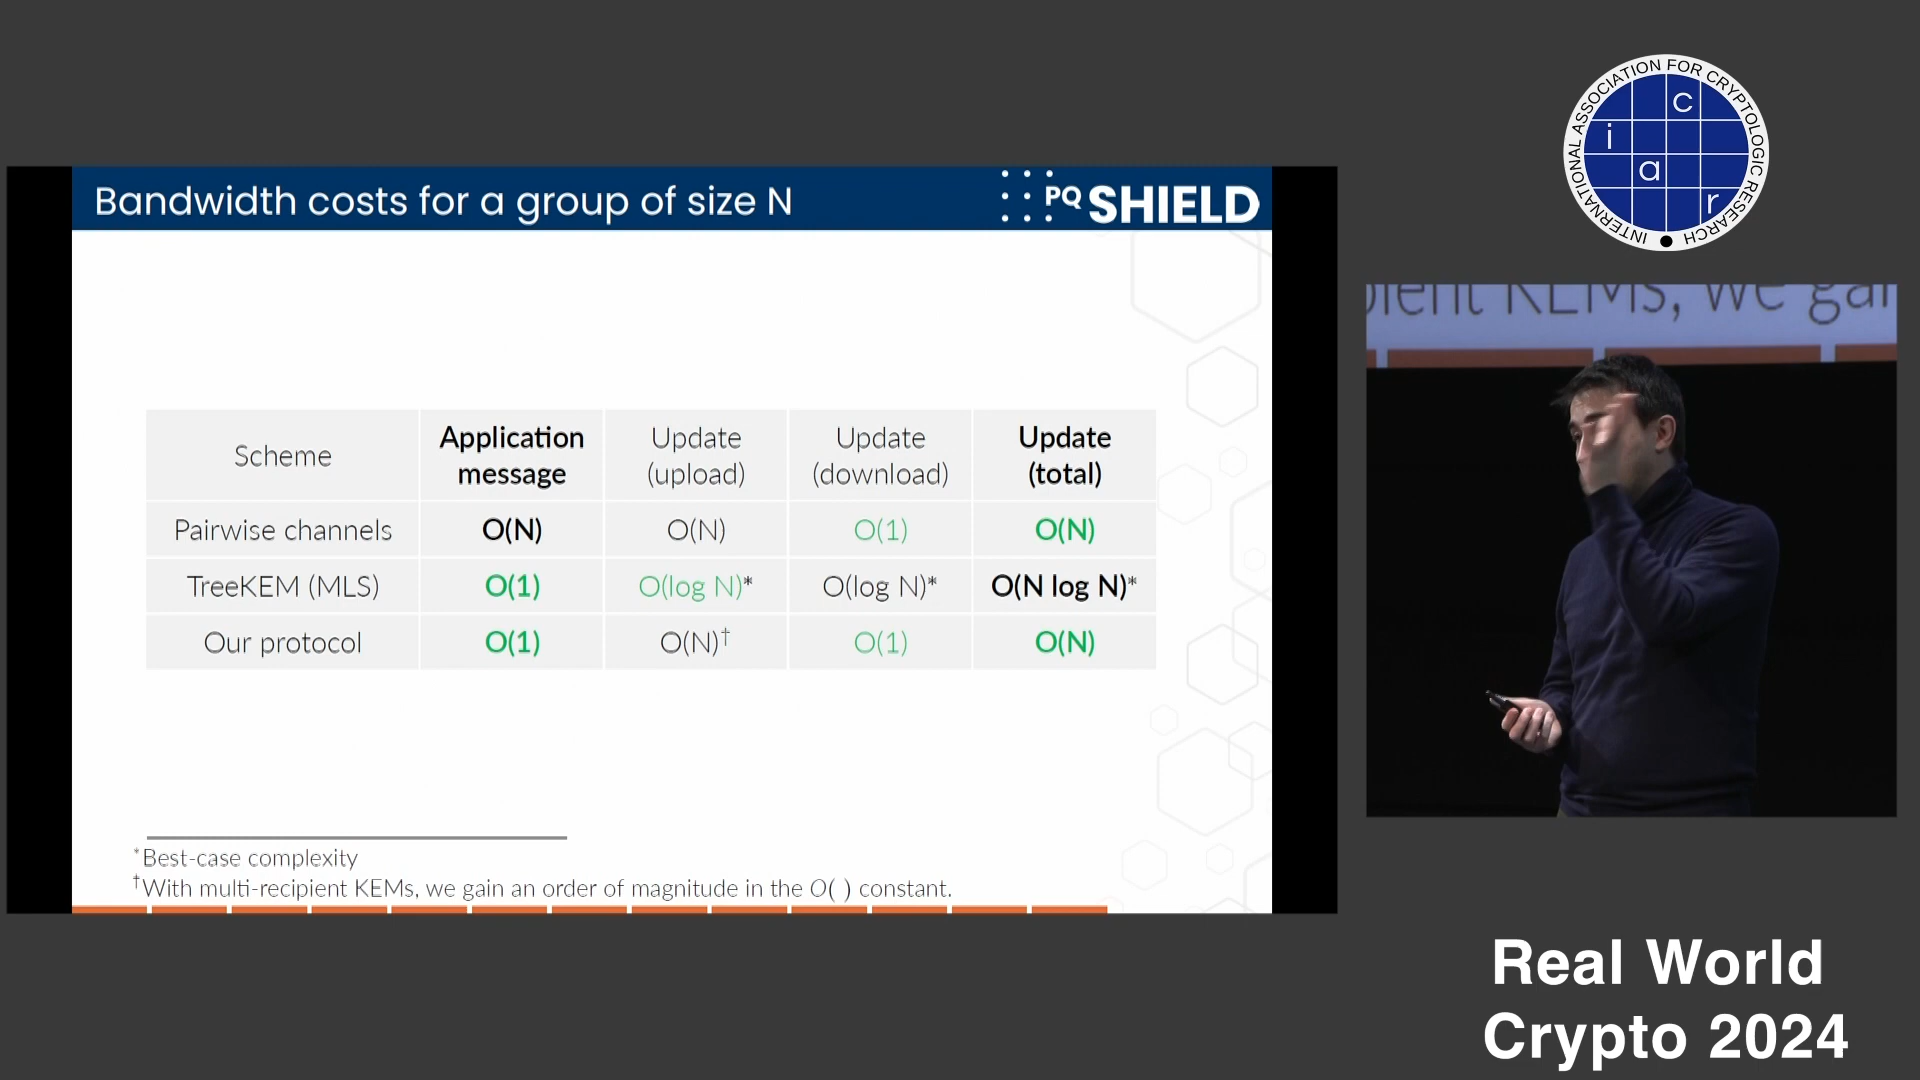 Bandwidth costs for a group of size N
PQ SHIELD
Scheme
Application
message
Update
(upload)
Update
(download)
Update
(total)
Pairwise channels
O(N)
O(N)
O(1)
O(N)
TreeKEM (MLS)
O(1)
O(log N)*
O(log N)*
O(N log N)*
Our protocol
O(1)
O(N)†
O(1)
O(N)
*Best-case complexity
†With multi-recipient KEMs, we gain an order of magnitude in the O( ) constant.
INTERNATIONAL ASSOCIATION FOR CRYPTOLOGIC RESEARCH
c
i
a
r
KEMs, we
Real World
Crypto 2024